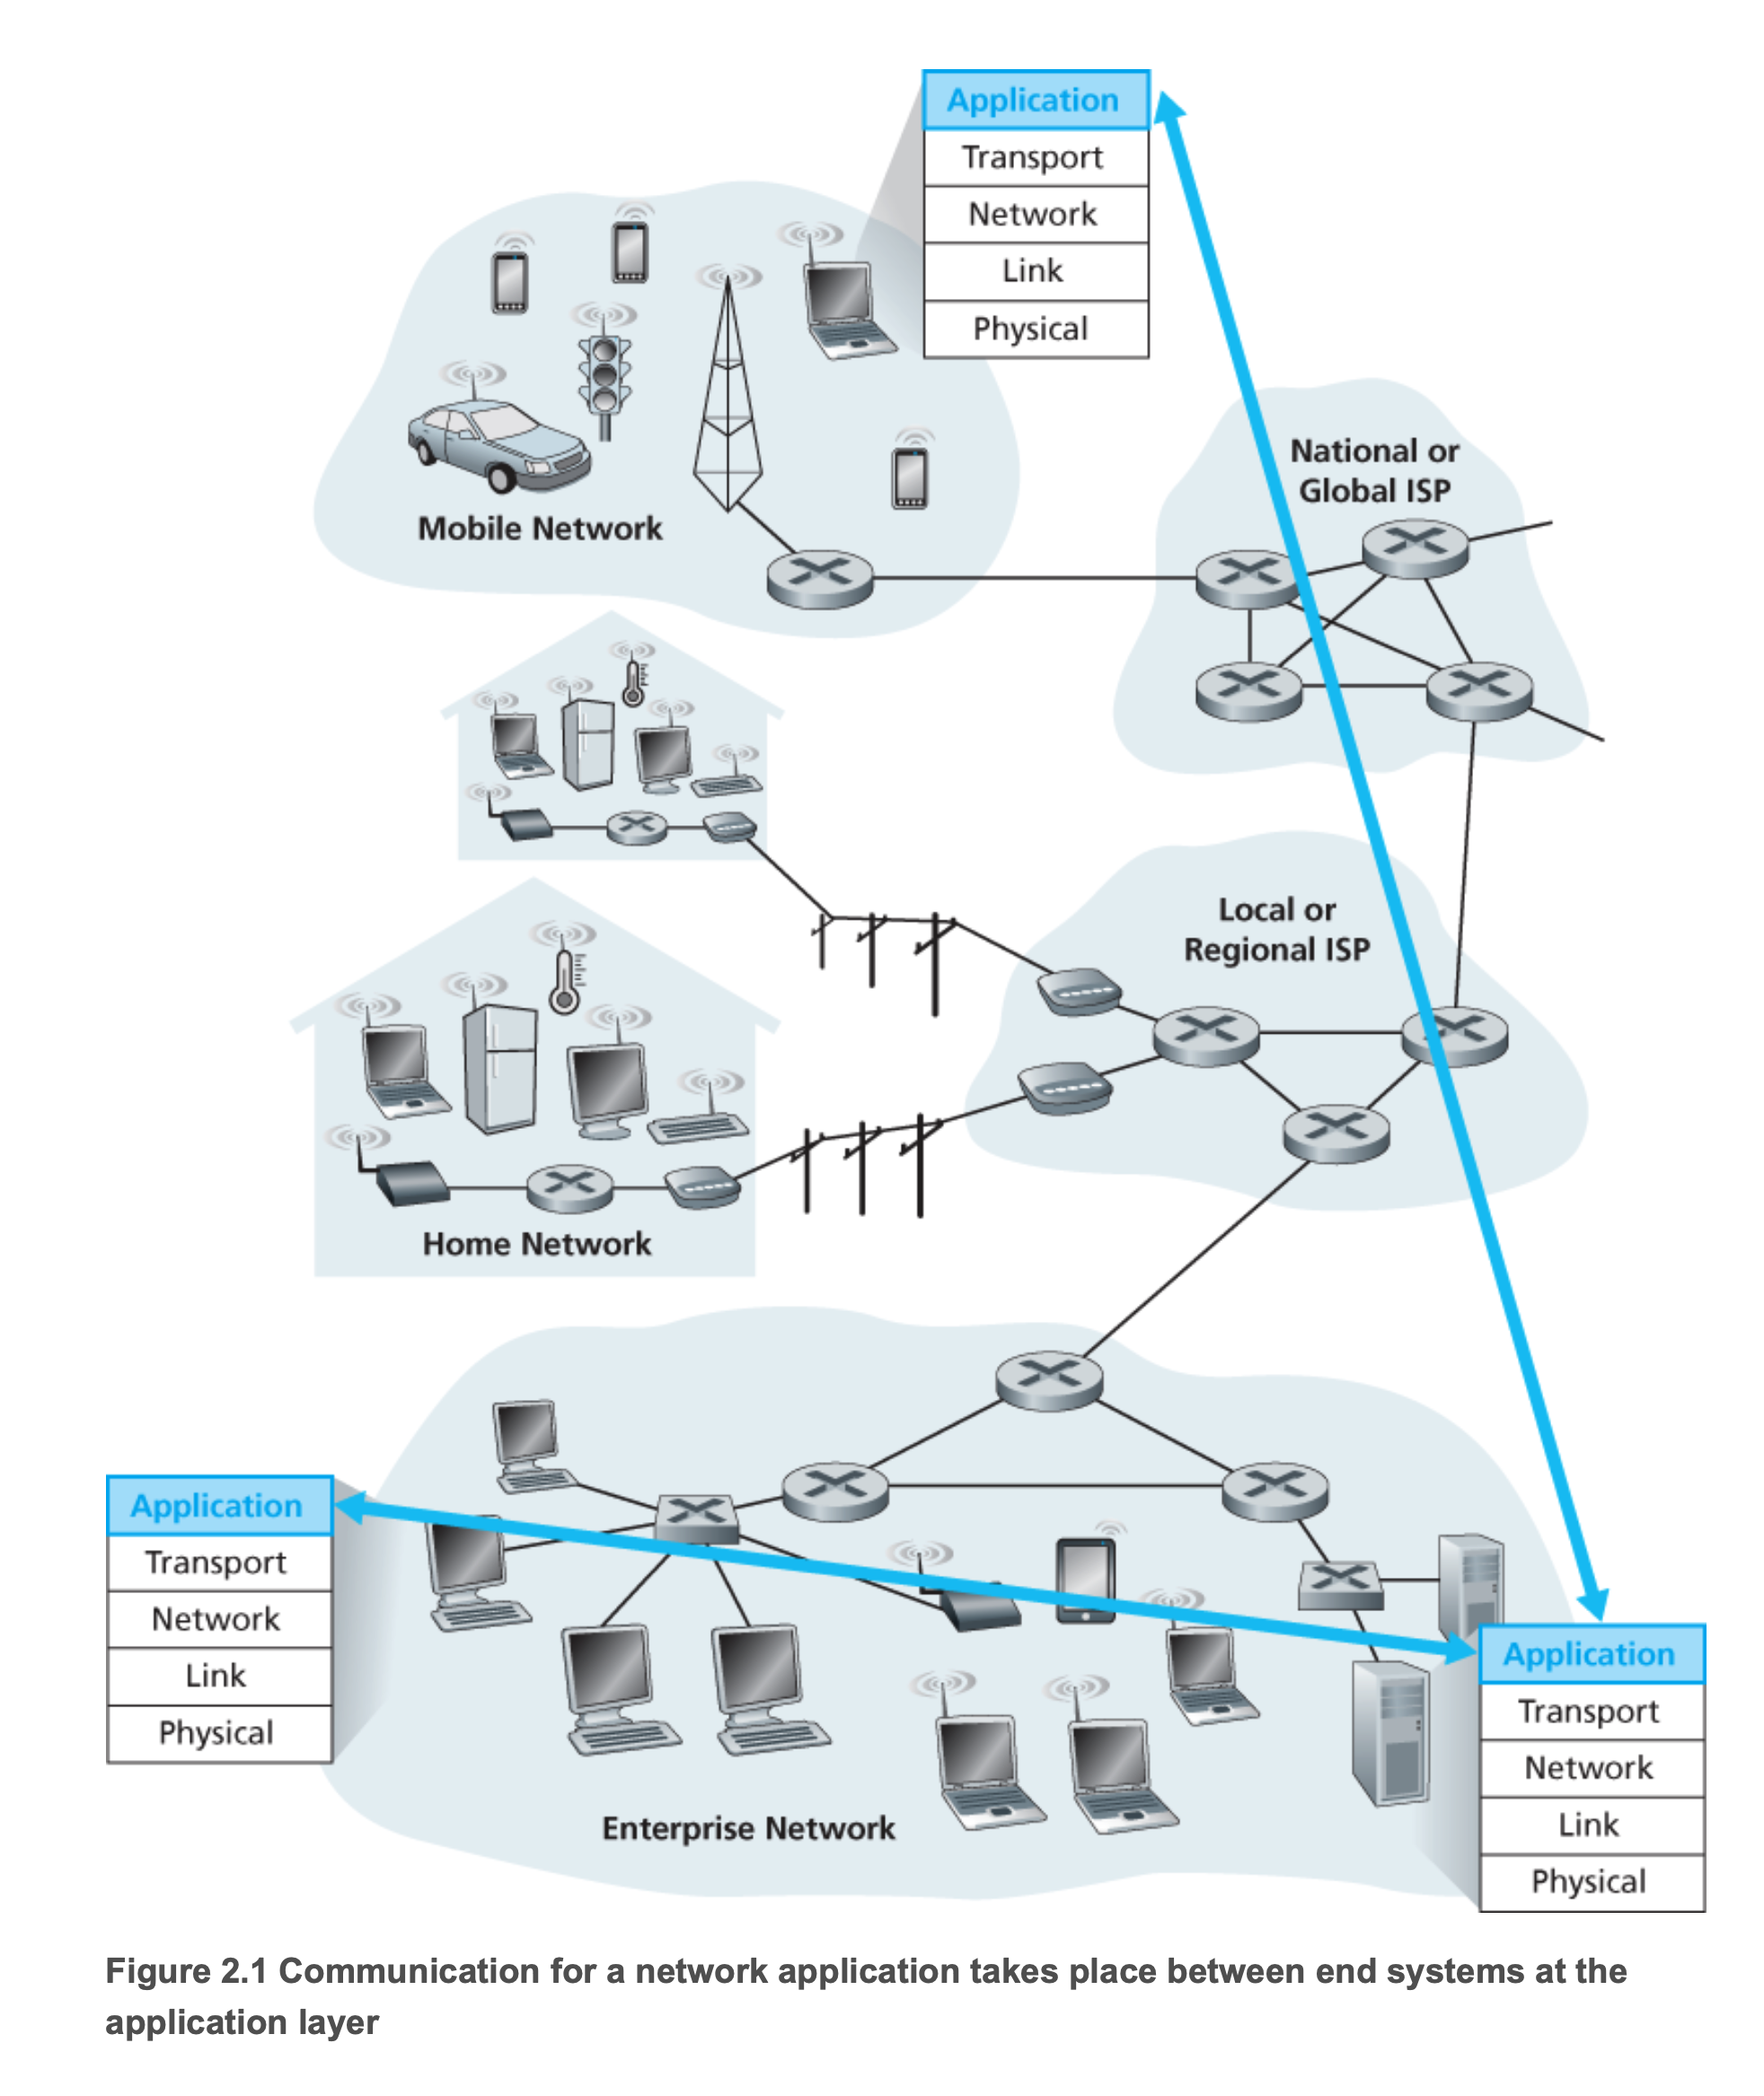 Application
Transport
Network
Link
Physical
National or
Global ISP
Mobile Network
Local or
Regional ISP
Home Network
Application
Transport
Network
Link
Physical
Application
Transport
Network
Link
Physical
Enterprise Network
Figure 2.1 Communication for a network application takes place between end systems at the
application layer